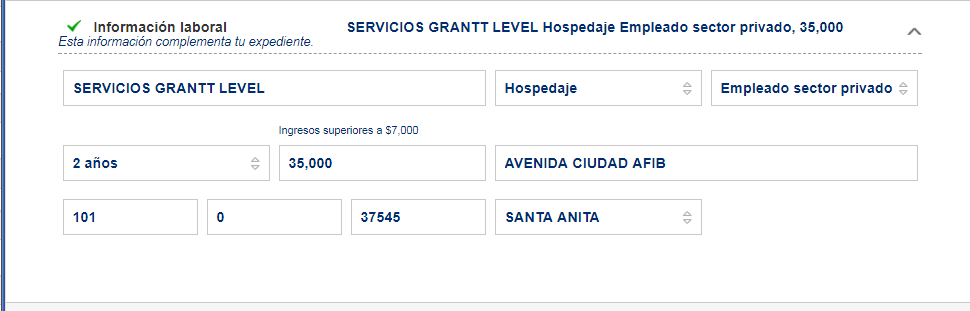 Información laboral
SERVICIOS GRANTT LEVEL Hospedaje Empleado sector privado, 35,000
Esta información complementa tu expediente.
SERVICIOS GRANTT LEVEL
Hospedaje
Empleado sector privado
Ingresos superiores a $7,000
2 años
35,000
AVENIDA CIUDAD AFIB
101
0
37545
SANTA ANITA